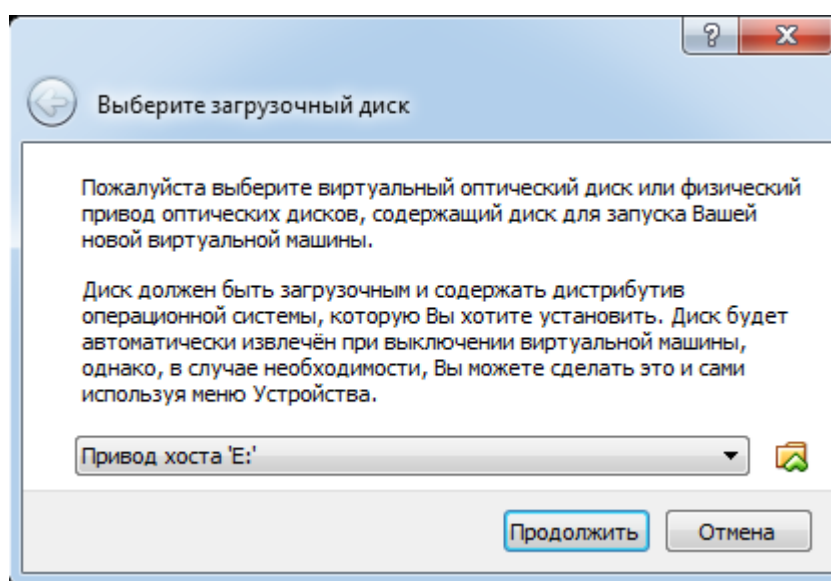 Выберите загрузочный диск
Пожалуйста выберите виртуальный оптический диск или физический
привод оптических дисков, содержащий диск для запуска Вашей
новой виртуальной машины.
Диск должен быть загрузочным и содержать дистрибутив
операционной системы, которую Вы хотите установить. Диск будет
автоматически извлечён при выключении виртуальной машины,
однако, в случае необходимости, Вы можете сделать это и сами
используя меню Устройства.
Привод хоста 'E:'
Продолжить Отмена